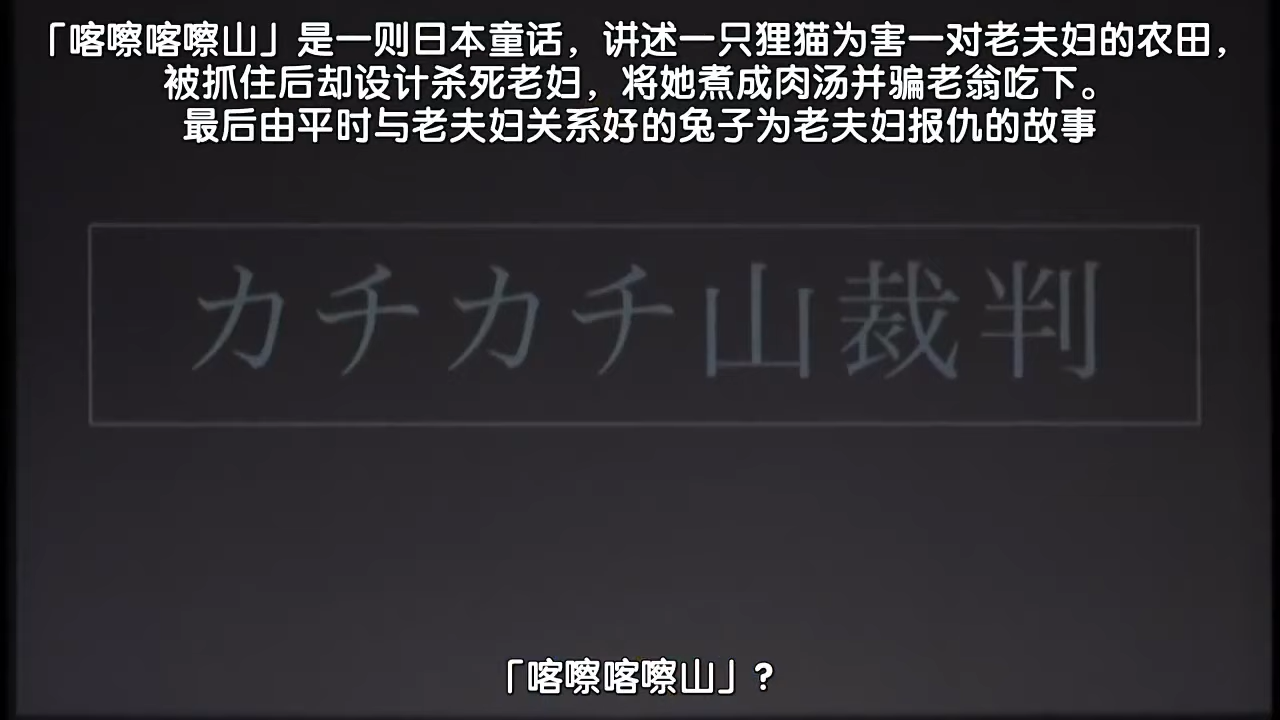 「喀嚓喀嚓山」是一则日本童话，讲述一只狸猫为害一对老夫妇的农田，
被抓住后却设计杀死老妇，将她煮成肉汤并骗老翁吃下。
最后由平时与老夫妇关系好的兔子为老夫妇报仇的故事
カチカチ山裁判
「喀嚓喀嚓山」?